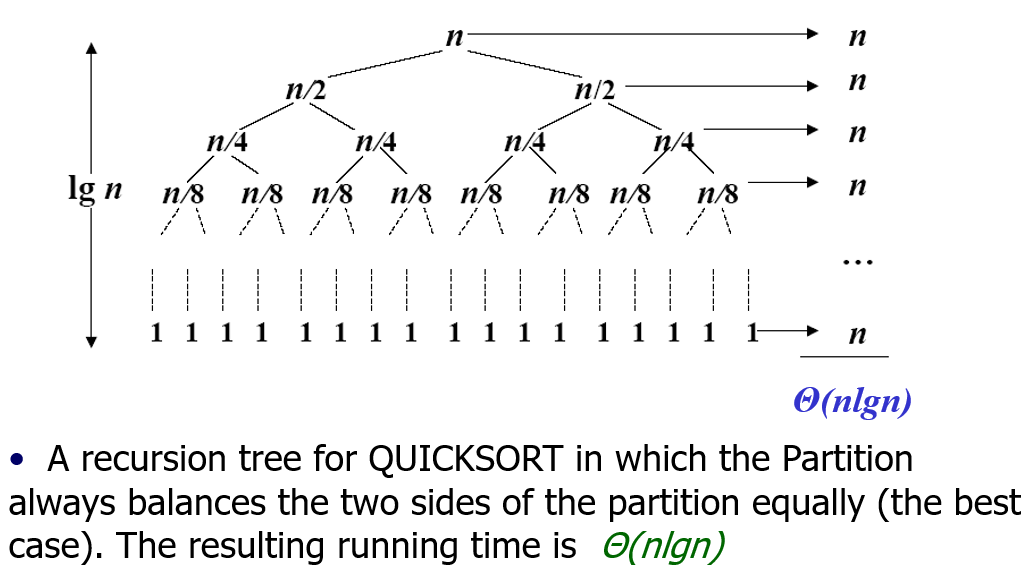 n n
n/2 n/2 n
n/4 n/4 n/4 n/4 n
lg n n/8 n/8 n/8 n/8 n/8 n/8 n/8 n/8 n
...
1 1 1 1 1 1 1 1 1 1 1 1 1 1 1 1 1 n
Θ(nlgn)
• A recursion tree for QUICKSORT in which the Partition
always balances the two sides of the partition equally (the best
case). The resulting running time is Θ(nlgn)